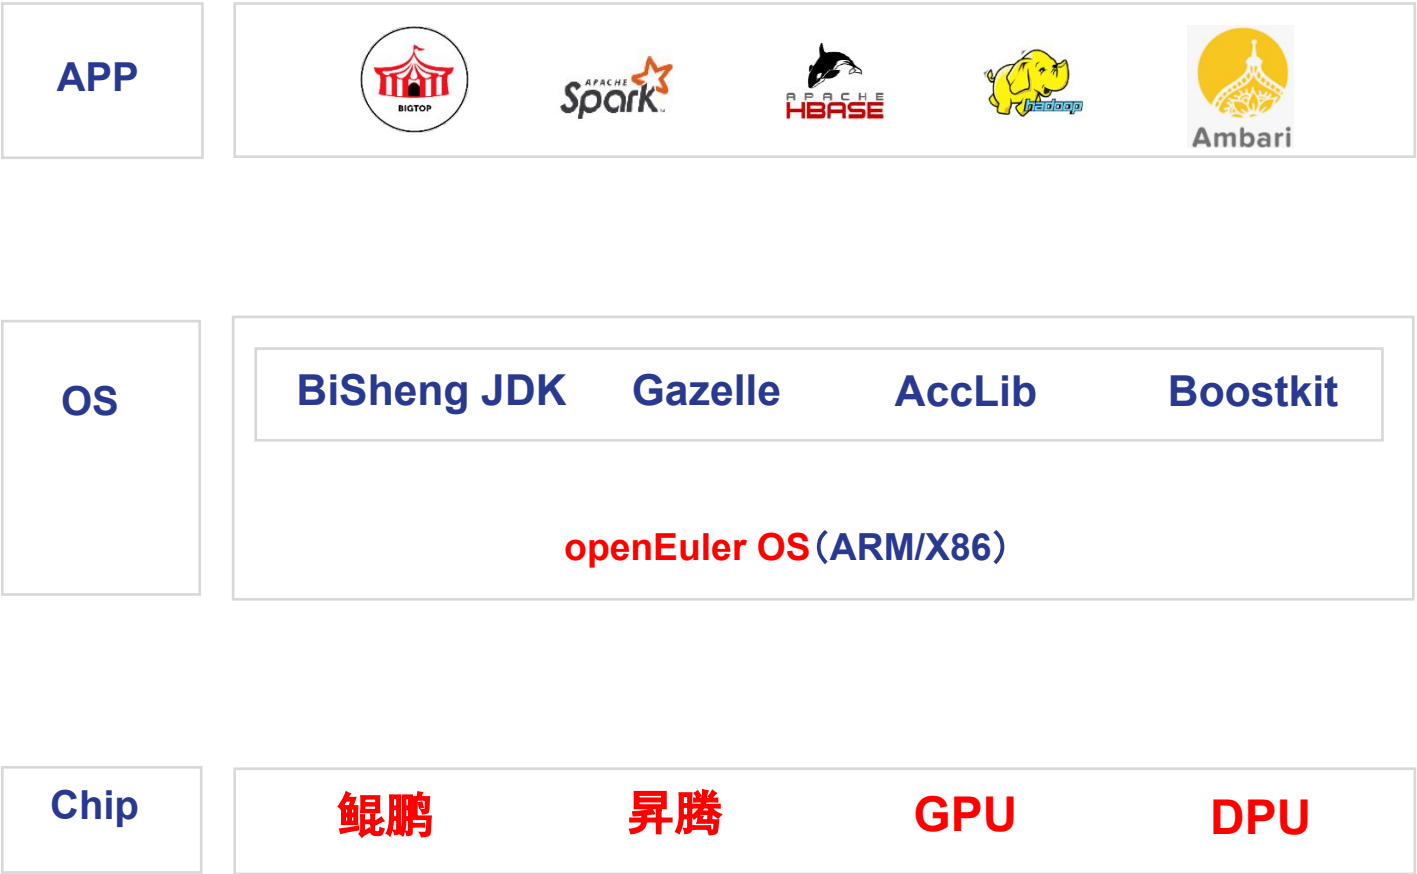 APP
BIGTOP
APACHE
Spark
APACHE
HBASE
hadoop
Ambari
OS
BiSheng JDK Gazelle AccLib Boostkit
openEuler OS（ARM/X86）
Chip
鲲鹏 昇腾 GPU DPU